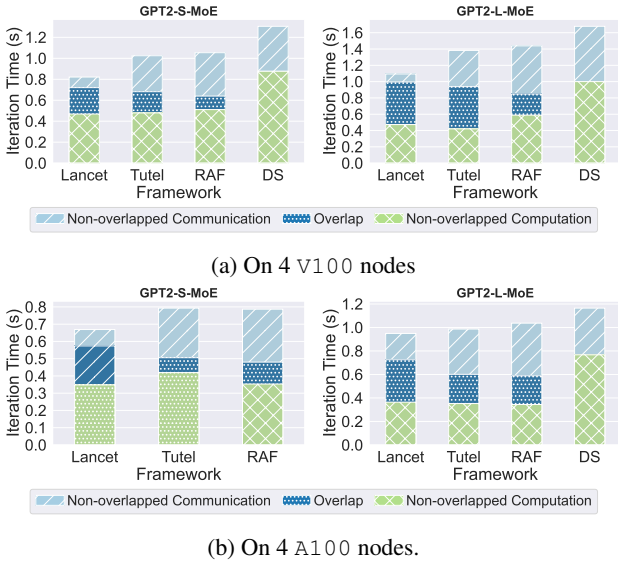 GPT2-S-MoE
Iteration Time (s)
1.2
1.0
0.8
0.6
0.4
0.2
0.0
Lancet Tutel RAF DS
Framework
GPT2-L-MoE
Iteration Time (s)
1.6
1.4
1.2
1.0
0.8
0.6
0.4
0.2
0.0
Lancet Tutel RAF DS
Framework
Non-overlapped Communication Overlap Non-overlapped Computation
(a) On 4 V100 nodes
GPT2-S-MoE
Iteration Time (s)
0.8
0.7
0.6
0.5
0.4
0.3
0.2
0.1
0.0
Lancet Tutel RAF
Framework
GPT2-L-MoE
Iteration Time (s)
1.2
1.0
0.8
0.6
0.4
0.2
0.0
Lancet Tutel RAF DS
Framework
Non-overlapped Communication Overlap Non-overlapped Computation
(b) On 4 A100 nodes.